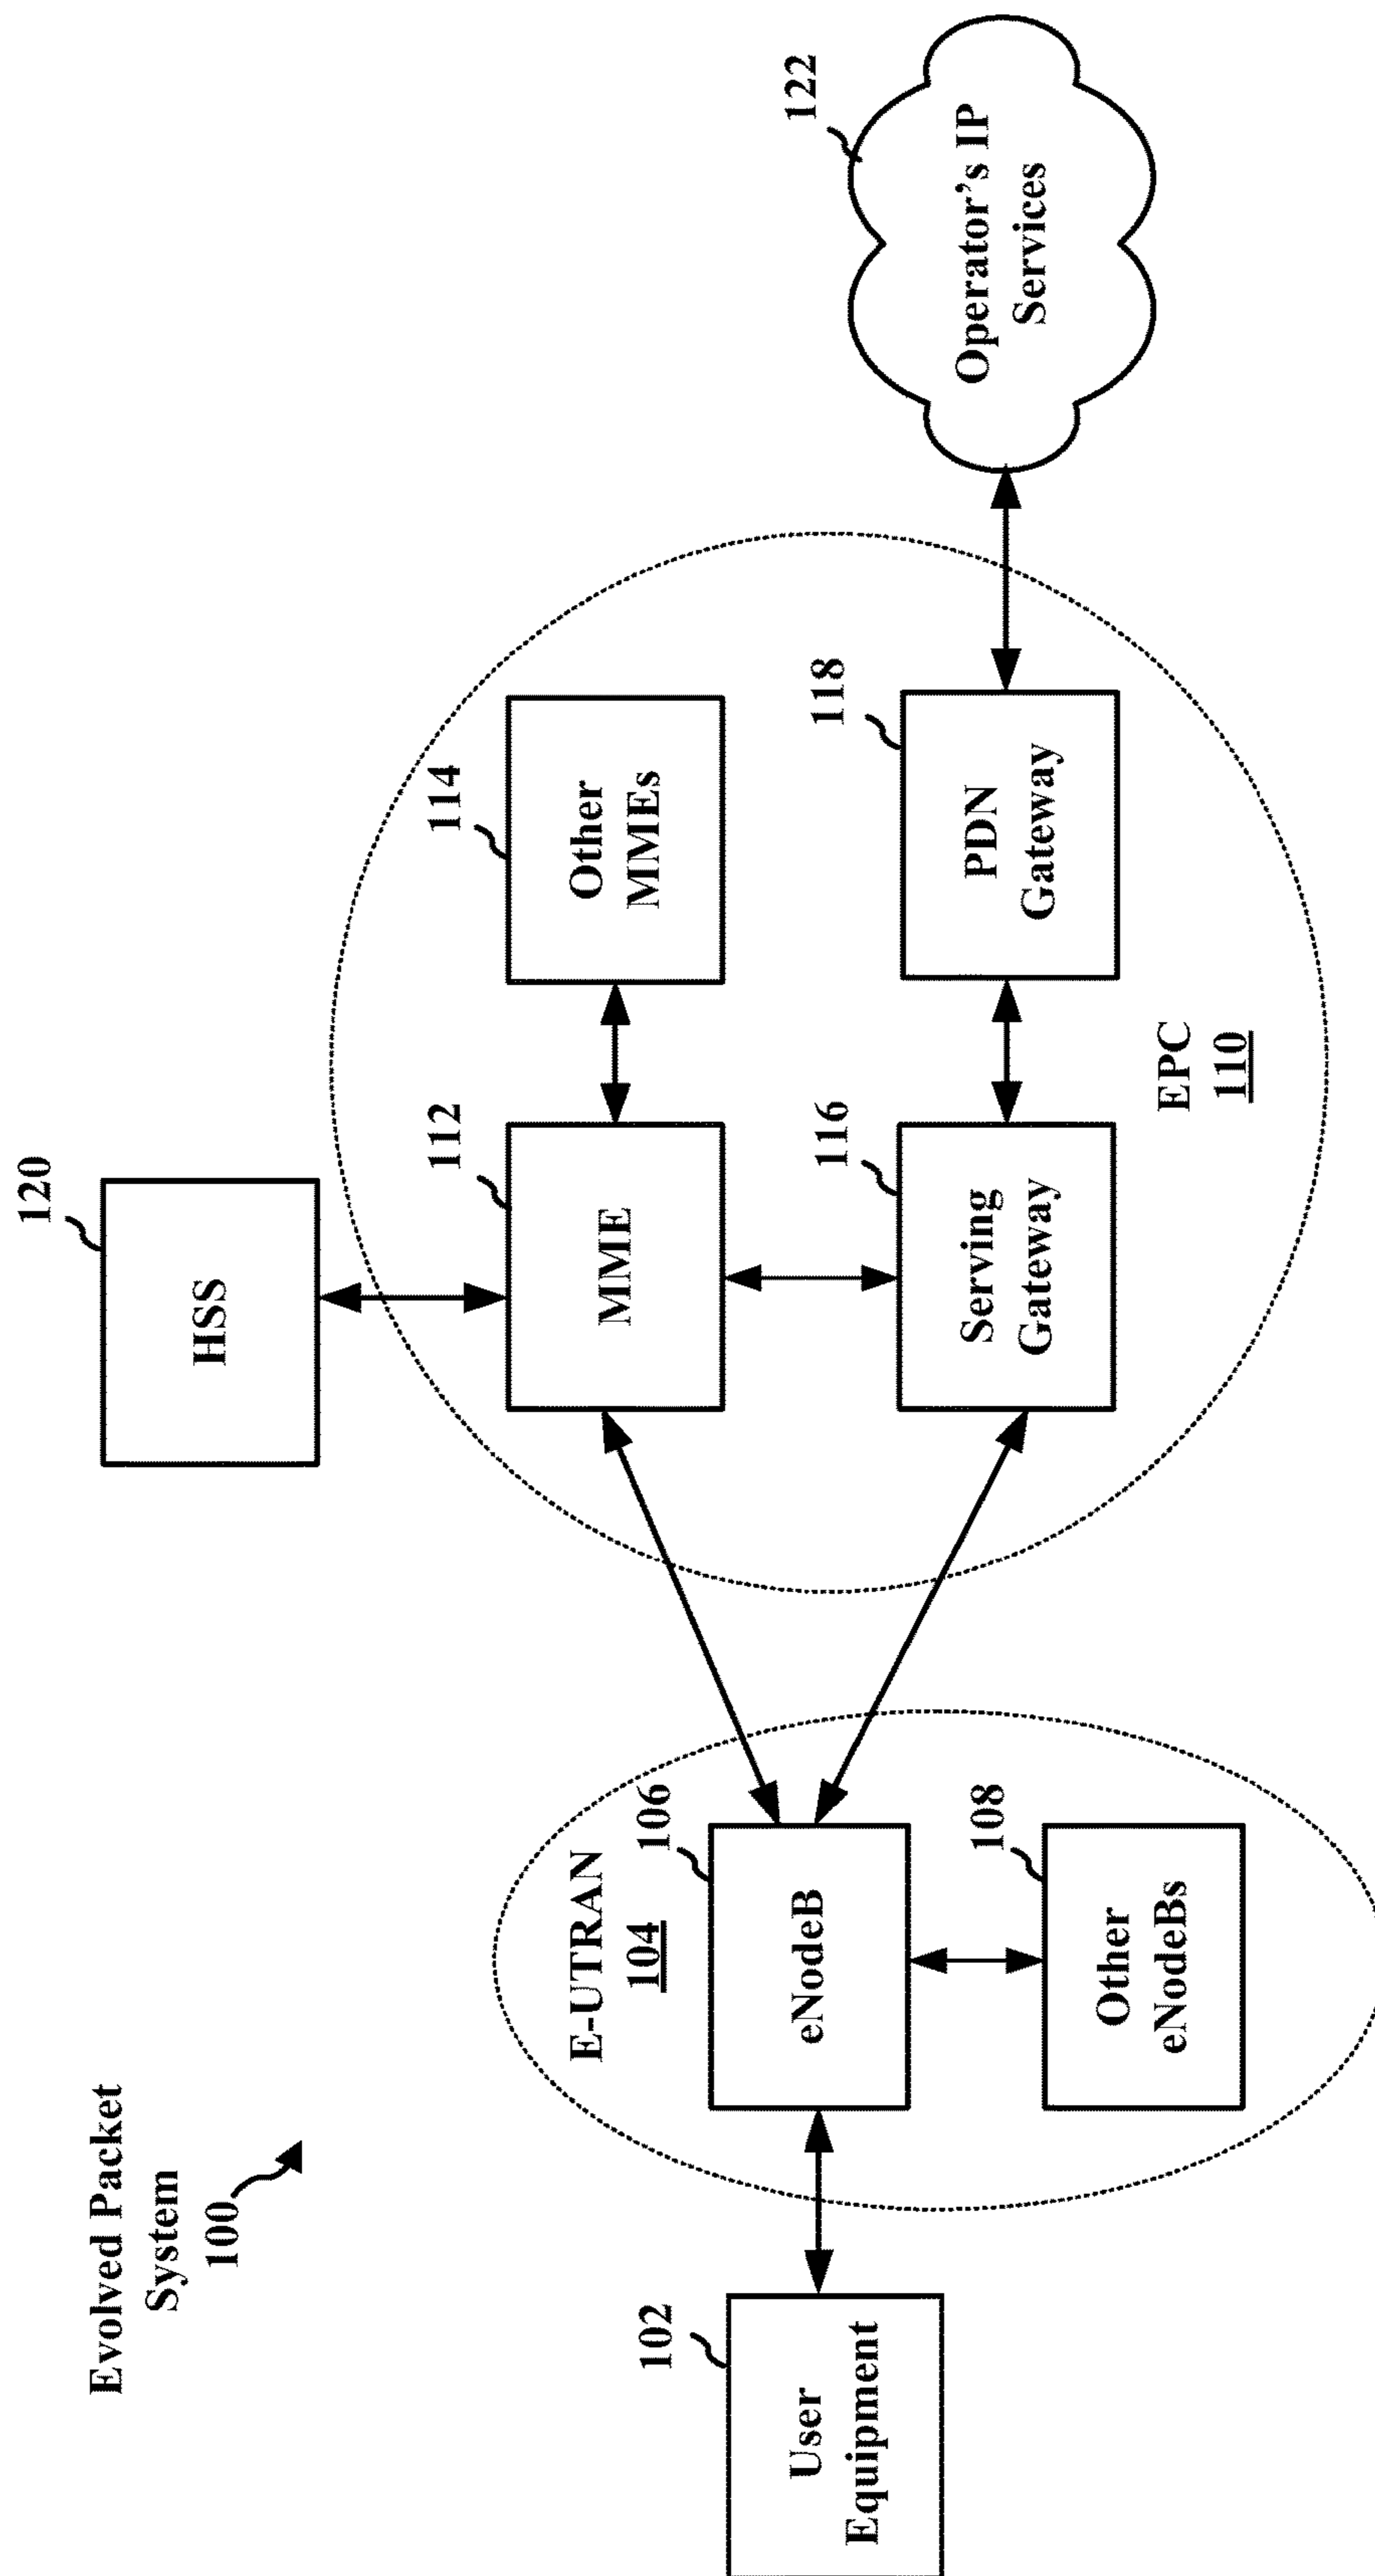 Evolved Packet
System
100
102
User
Equipment
E-UTRAN
104
106
eNodeB
108
Other
eNodeBs
120
HSS
112
MME
114
Other
MMEs
116
Serving
Gateway
118
PDN
Gateway
EPC
110
122
Operator's IP
Services